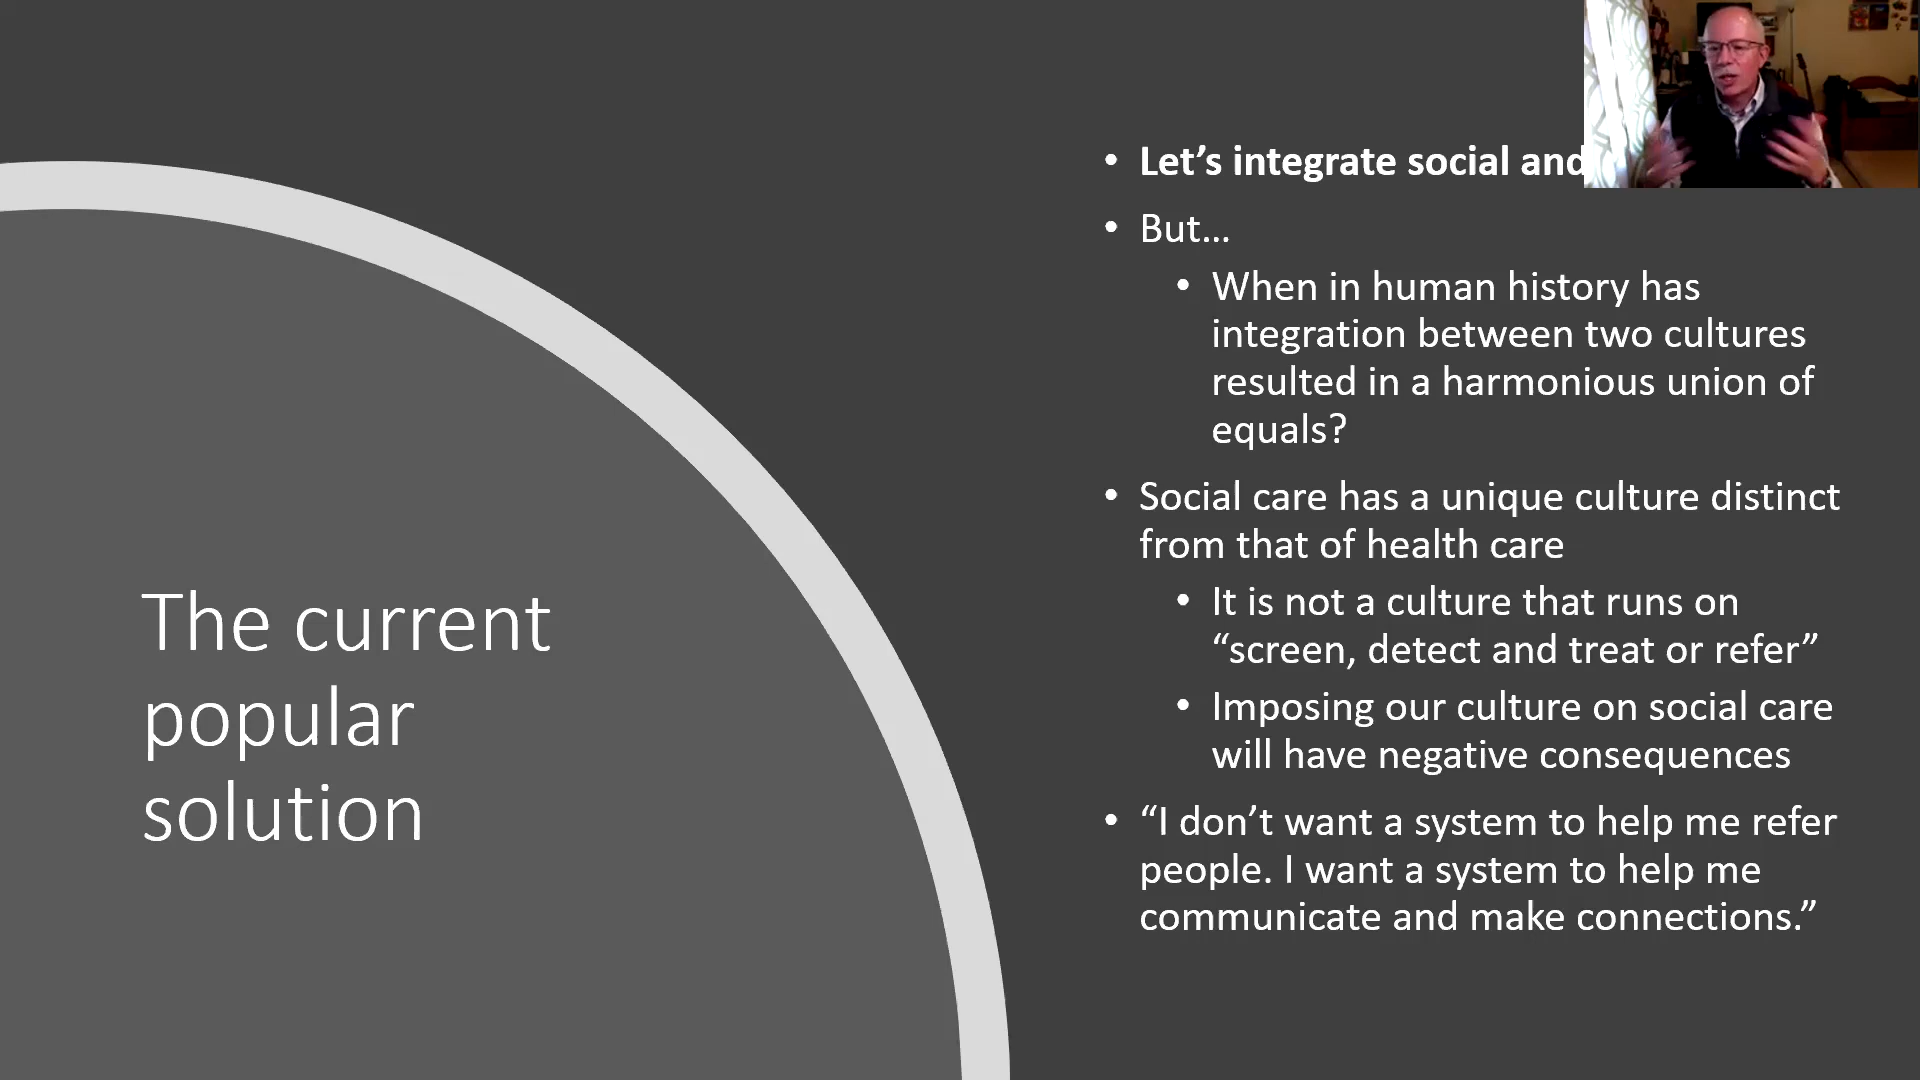 The current
popular
solution
• Let’s integrate social and
• But…
• When in human history has
integration between two cultures
resulted in a harmonious union of
equals?
• Social care has a unique culture distinct
from that of health care
• It is not a culture that runs on
“screen, detect and treat or refer”
• Imposing our culture on social care
will have negative consequences
• “I don’t want a system to help me refer
people. I want a system to help me
communicate and make connections.”